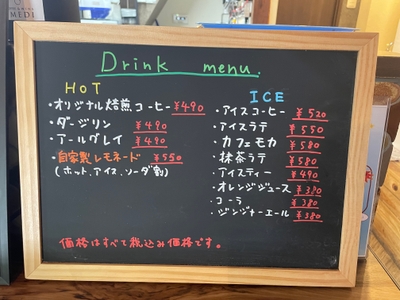 Drink menu.
HOT
・オリジナル焙煎コーヒー ¥490
・ダージリン ¥490
・アールグレイ ¥490
・自家製レモネード ¥550
(ホット、アイス、ソーダ割)
ICE
・アイスコーヒー ¥520
・アイスラテ ¥550
・カフェモカ ¥580
・抹茶ラテ ¥580
・アイスティー ¥490
・オレンジジュース ¥380
・コーラ ¥380
・ジンジャーエール ¥380
価格はすべて税込み価格です。